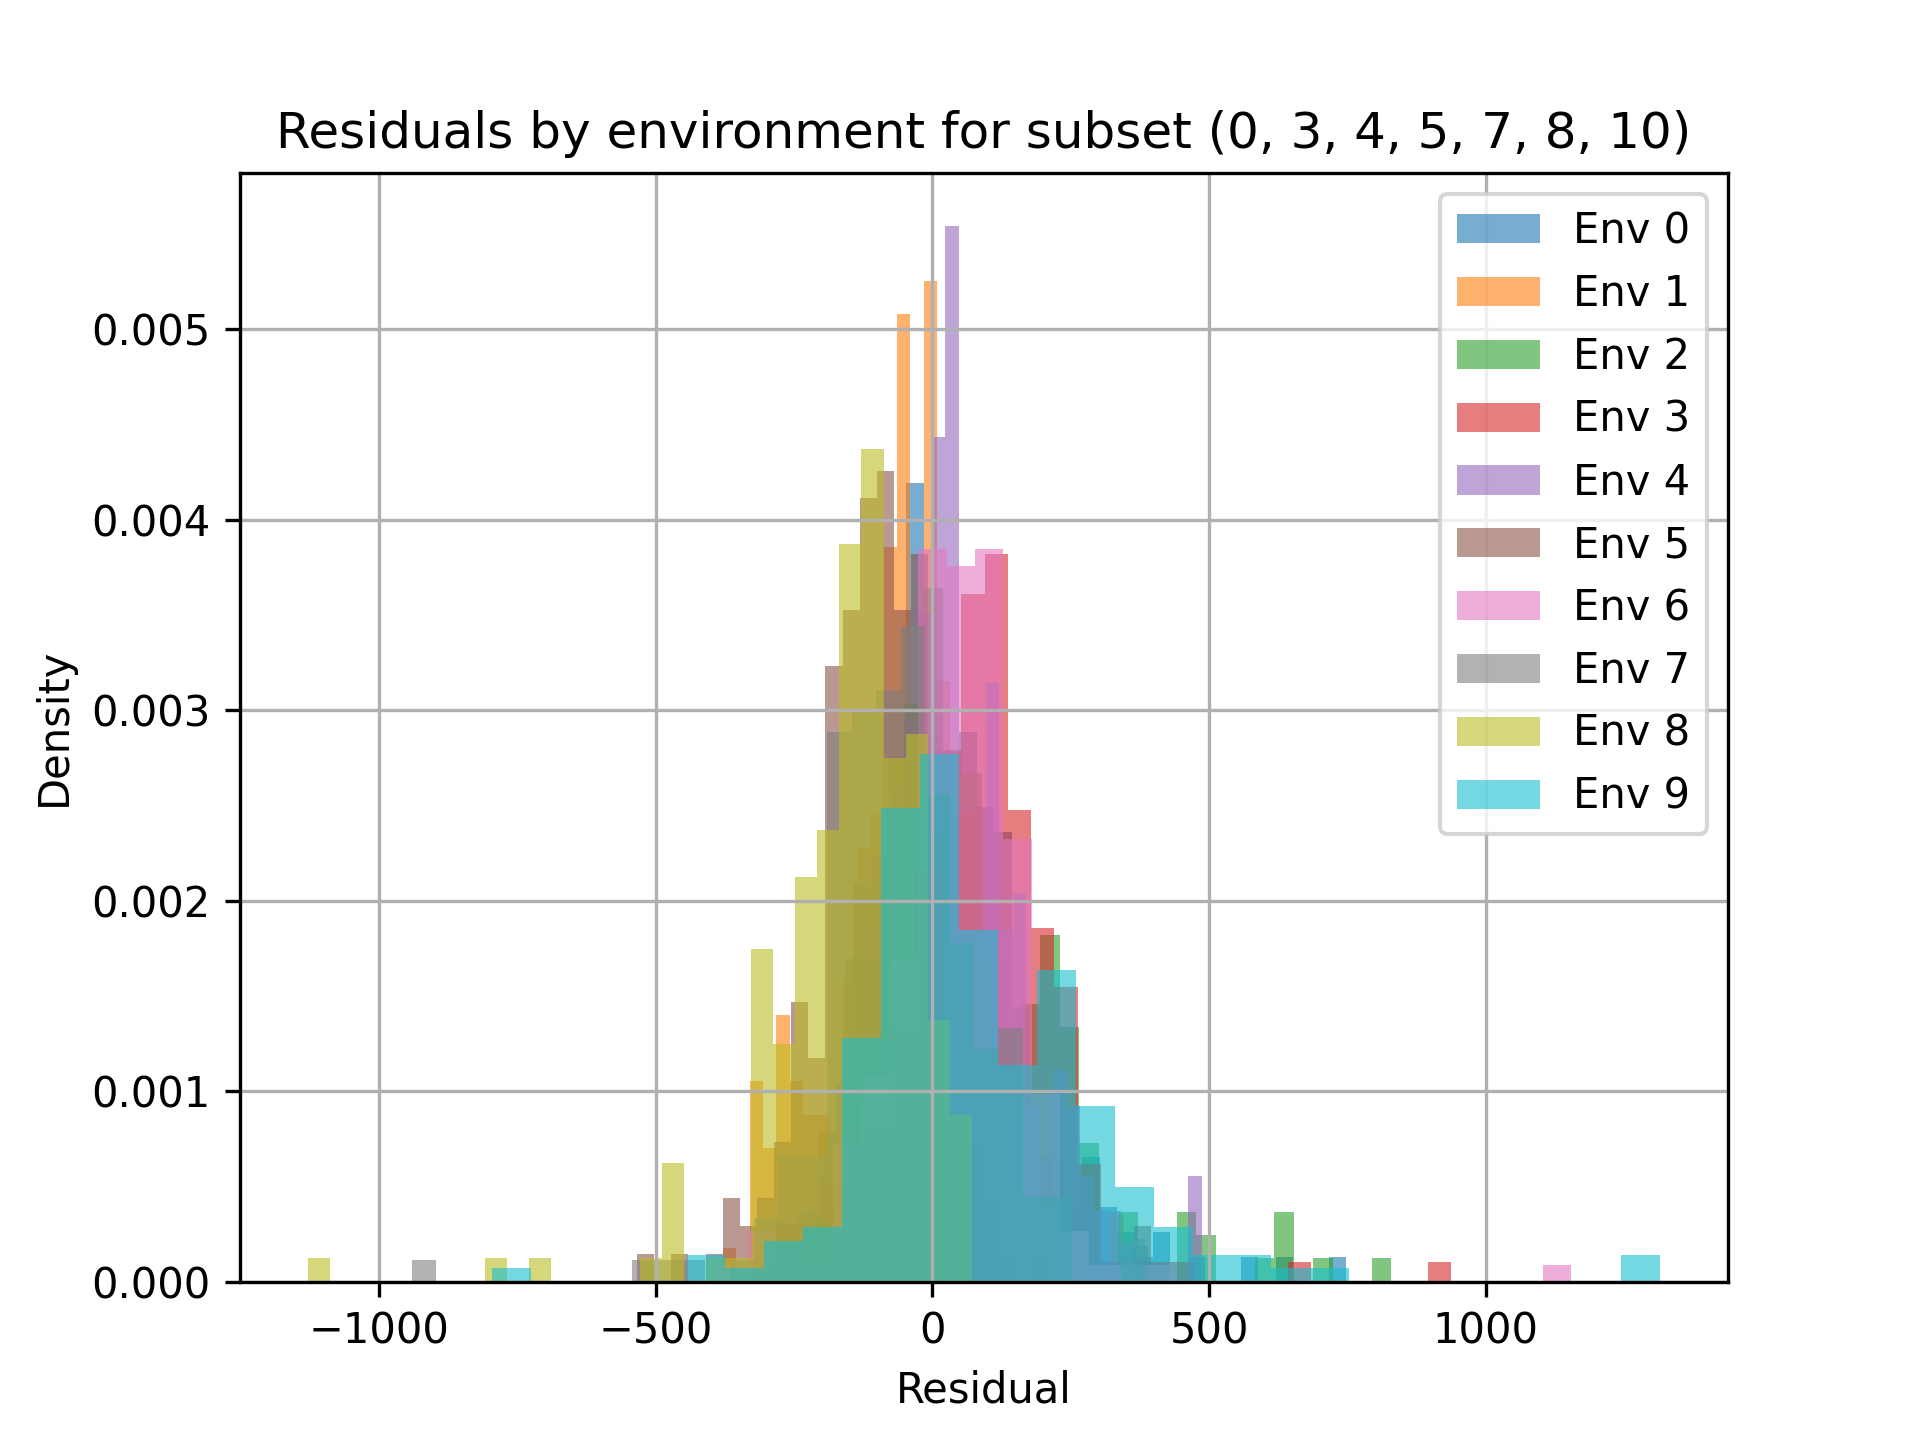 Residuals by environment for subset (0, 3, 4, 5, 7, 8, 10)
Env 0
Env 1
Env 2
Env 3
Env 4
Env 5
Env 6
Env 7
Env 8
Env 9
Density
0.005
0.004
0.003
0.002
0.001
0.000
−1000
−500
0
500
1000
Residual